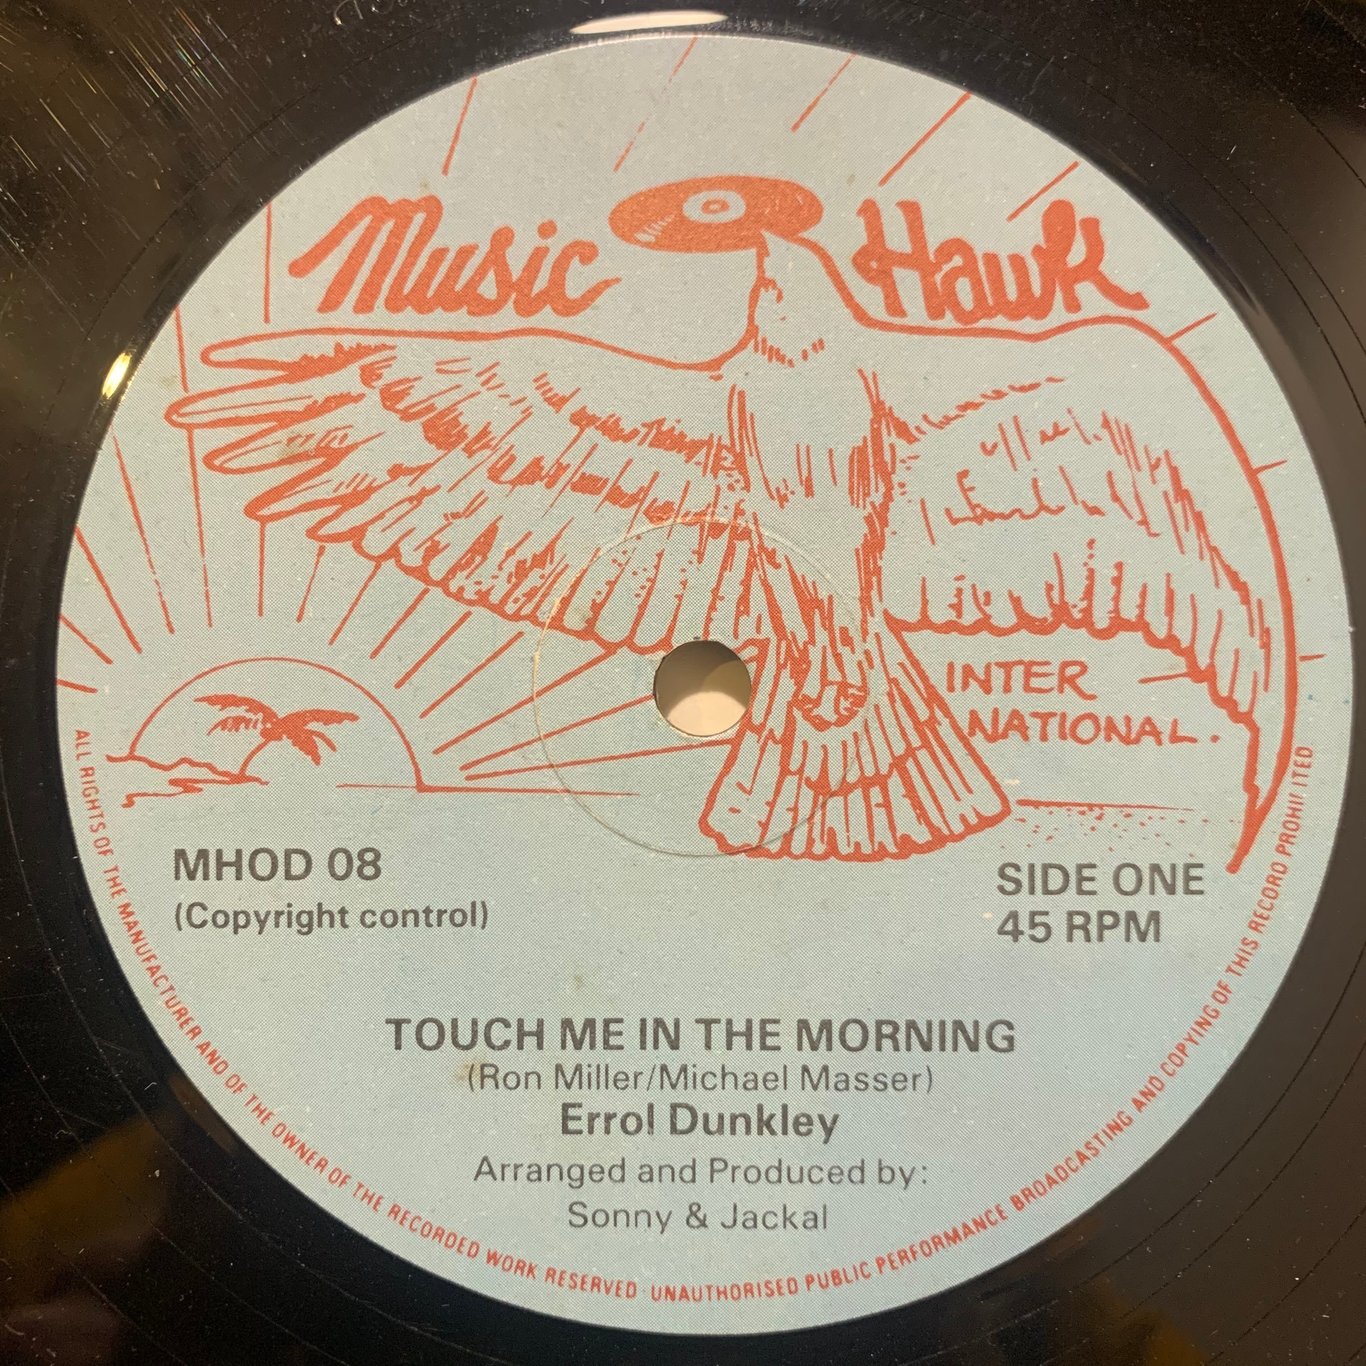 Music Hawk
INTER
NATIONAL.
MHOD 08
(Copyright control)
SIDE ONE
45 RPM
TOUCH ME IN THE MORNING
(Ron Miller/Michael Masser)
Errol Dunkley
Arranged and Produced by:
Sonny & Jackal
ALL RIGHTS OF THE MANUFACTURER AND OF THE OWNER OF THE RECORDED WORK RESERVED · UNAUTHORISED PUBLIC PERFORMANCE BROADCASTING AND COPYING OF THIS RECORD PROHIBITED